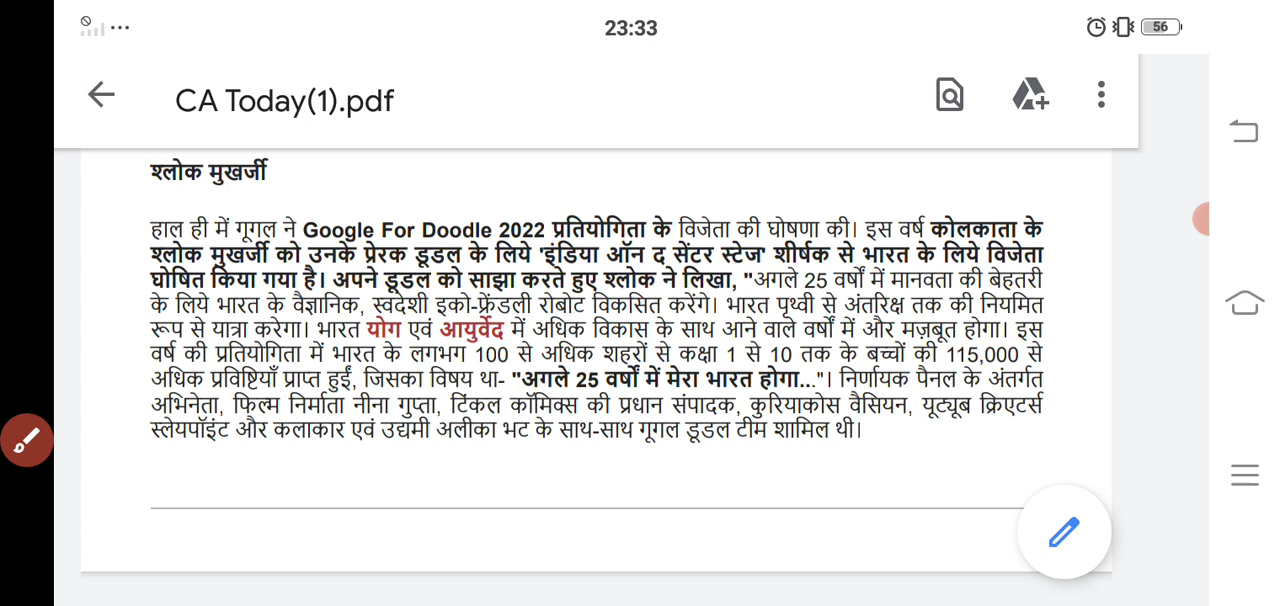 23:33
56
CA Today(1).pdf
श्लोक मुखर्जी
हाल ही में गूगल ने Google For Doodle 2022 प्रतियोगिता के विजेता की घोषणा की। इस वर्ष कोलकाता के
श्लोक मुखर्जी को उनके प्रेरक डूडल के लिये 'इंडिया ऑन द सेंटर स्टेज' शीर्षक से भारत के लिये विजेता
घोषित किया गया है। अपने डूडल को साझा करते हुए श्लोक ने लिखा, "अगले 25 वर्षों में मानवता की बेहतरी
के लिये भारत के वैज्ञानिक, स्वदेशी इको-फ्रेंडली रोबोट विकसित करेंगे। भारत पृथ्वी से अंतरिक्ष तक की नियमित
रूप से यात्रा करेगा। भारत योग एवं आयुर्वेद में अधिक विकास के साथ आने वाले वर्षों में और मज़बूत होगा। इस
वर्ष की प्रतियोगिता में भारत के लगभग 100 से अधिक शहरों से कक्षा 1 से 10 तक के बच्चों की 115,000 से
अधिक प्रविष्टियाँ प्राप्त हुईं, जिसका विषय था- "अगले 25 वर्षों में मेरा भारत होगा..."। निर्णायक पैनल के अंतर्गत
अभिनेता, फिल्म निर्माता नीना गुप्ता, टिंकल कॉमिक्स की प्रधान संपादक, कुरियाकोस वैसियन, यूट्यूब क्रिएटर्स
स्लेयपॉइंट और कलाकार एवं उद्यमी अलीका भट के साथ-साथ गूगल डूडल टीम शामिल थी।